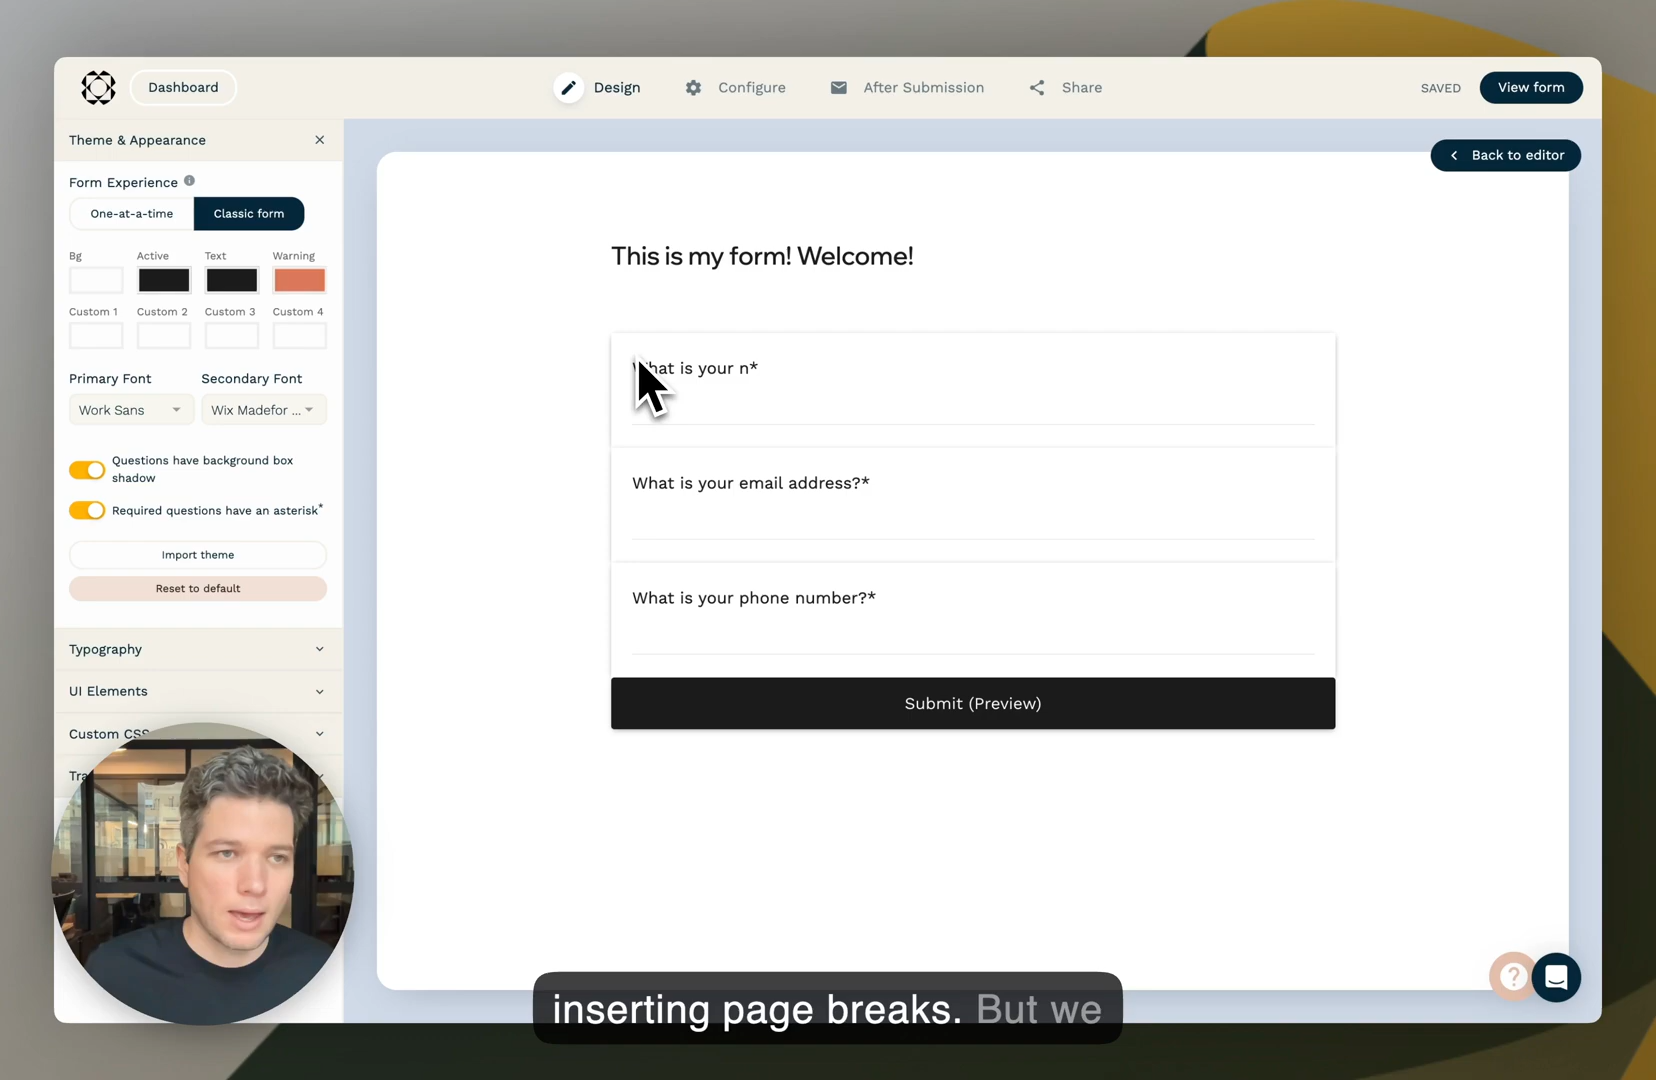 Dashboard
Design
Configure
After Submission
Share
SAVED
View form
Theme & Appearance
Back to editor
Form Experience
One-at-a-time
Classic form
Bg
Active
Text
Warning
Custom 1
Custom 2
Custom 3
Custom 4
Primary Font
Secondary Font
Work Sans
Wix Madefor ...
Questions have background box
shadow
Required questions have an asterisk*
Import theme
Reset to default
Typography
UI Elements
Custom CSS
Tra
This is my form! Welcome!
hat is your n*
What is your email address?*
What is your phone number?*
Submit (Preview)
?
inserting page breaks. But we